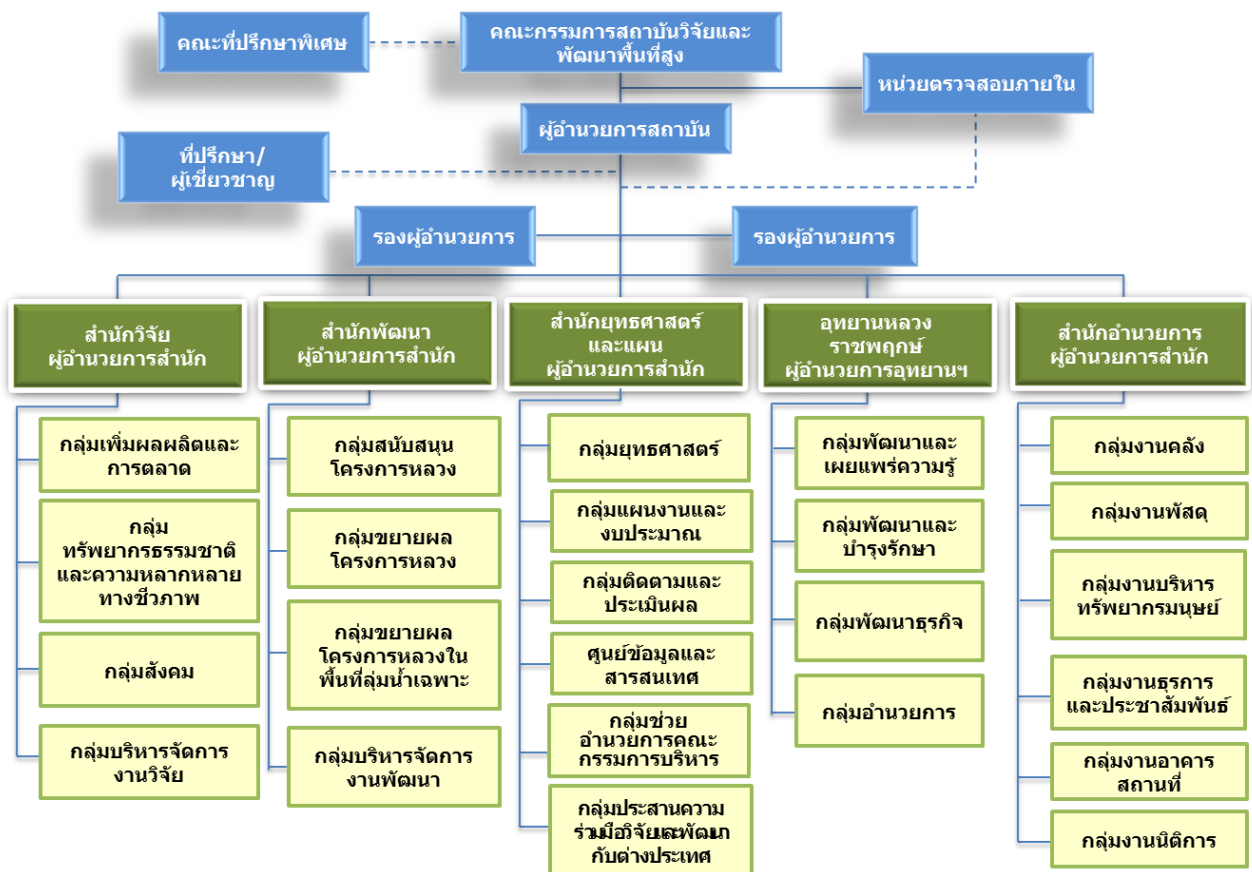 คณะที่ปรึกษาพิเศษ
คณะกรรมการสถาบันวิจัยและ
พัฒนาพื้นที่สูง
หน่วยตรวจสอบภายใน
ผู้อำนวยการสถาบัน
ที่ปรึกษา/
ผู้เชี่ยวชาญ
รองผู้อำนวยการ
รองผู้อำนวยการ
สำนักวิจัย
ผู้อำนวยการสำนัก
สำนักพัฒนา
ผู้อำนวยการสำนัก
สำนักยุทธศาสตร์
และแผน
ผู้อำนวยการสำนัก
อุทยานหลวง
ราชพฤกษ์
ผู้อำนวยการอุทยานฯ
สำนักอำนวยการ
ผู้อำนวยการสำนัก
กลุ่มเพิ่มผลผลิตและ
การตลาด
กลุ่ม
ทรัพยากรธรรมชาติ
และความหลากหลาย
ทางชีวภาพ
กลุ่มสังคม
กลุ่มบริหารจัดการ
งานวิจัย
กลุ่มสนับสนุน
โครงการหลวง
กลุ่มขยายผล
โครงการหลวง
กลุ่มขยายผล
โครงการหลวงใน
พื้นที่ลุ่มน้ำเฉพาะ
กลุ่มบริหารจัดการ
งานพัฒนา
กลุ่มยุทธศาสตร์
กลุ่มแผนงานและ
งบประมาณ
กลุ่มติดตามและ
ประเมินผล
ศูนย์ข้อมูลและ
สารสนเทศ
กลุ่มช่วย
อำนวยการคณะ
กรรมการบริหาร
กลุ่มประสานความ
ร่วมมือวิจัยและพัฒนา
กับต่างประเทศ
กลุ่มพัฒนาและ
เผยแพร่ความรู้
กลุ่มพัฒนาและ
บำรุงรักษา
กลุ่มพัฒนาธุรกิจ
กลุ่มอำนวยการ
กลุ่มงานคลัง
กลุ่มงานพัสดุ
กลุ่มงานบริหาร
ทรัพยากรมนุษย์
กลุ่มงานธุรการ
และประชาสัมพันธ์
กลุ่มงานอาคาร
สถานที่
กลุ่มงานนิติการ